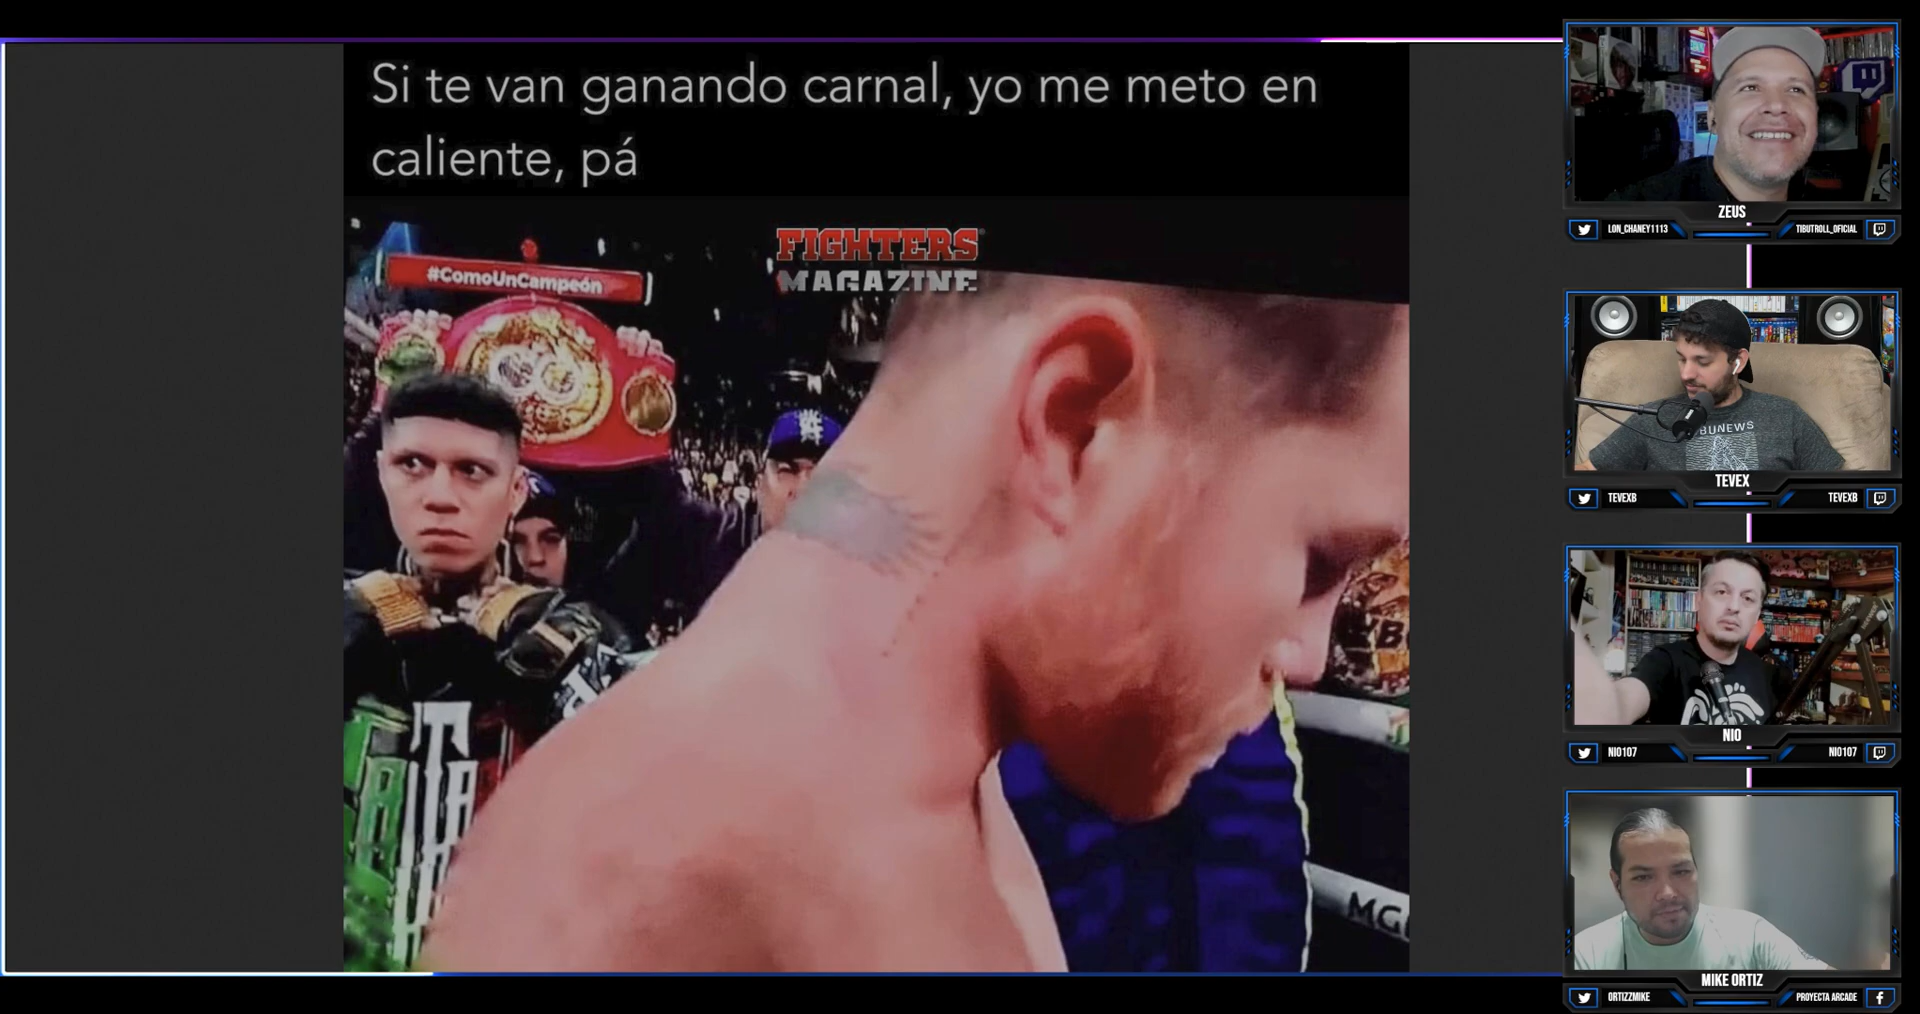 Si te van ganando carnal, yo me meto en
caliente, pá
#ComoUnCampeón
FIGHTERS
MAGAZINE
MG
ZEUS
LON_CHANEY1113
TIBUTROLL_OFICIAL
BUNEWS
TEVEX
TEVEXB
TEVEXB
NIO
NIO107
NIO107
MIKE ORTIZ
ORTIZZMIKE
PROYECTA ARCADE